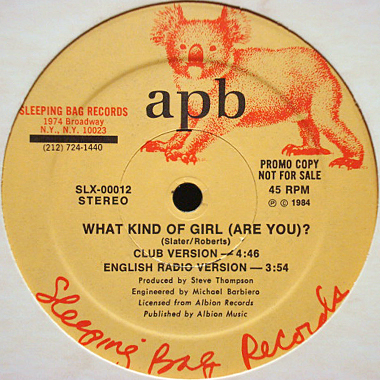 SLEEPING BAG RECORDS
1974 Broadway
N.Y., N.Y. 10023
(212) 724-1440
apb
PROMO COPY
NOT FOR SALE
SLX-00012
STEREO
45 RPM
Ⓟ © 1984
WHAT KIND OF GIRL (ARE YOU)?
(Slater/Roberts)
CLUB VERSION — 4:46
ENGLISH RADIO VERSION — 3:54
Produced by Steve Thompson
Engineered by Michael Barbiero
Licensed from Albion Records
Published by Albion Music
Sleeping Bag Records